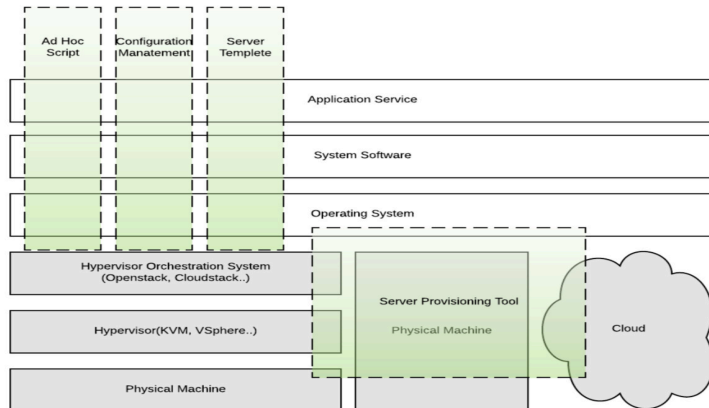 Ad Hoc
Script
Configuration
Manatement
Server
Templete
Application Service
System Software
Operating System
Hypervisor Orchestration System
(Openstack, Cloudstack..)
Server Provisioning Tool
Hypervisor(KVM, VSphere..)
Physical Machine
Cloud
Physical Machine